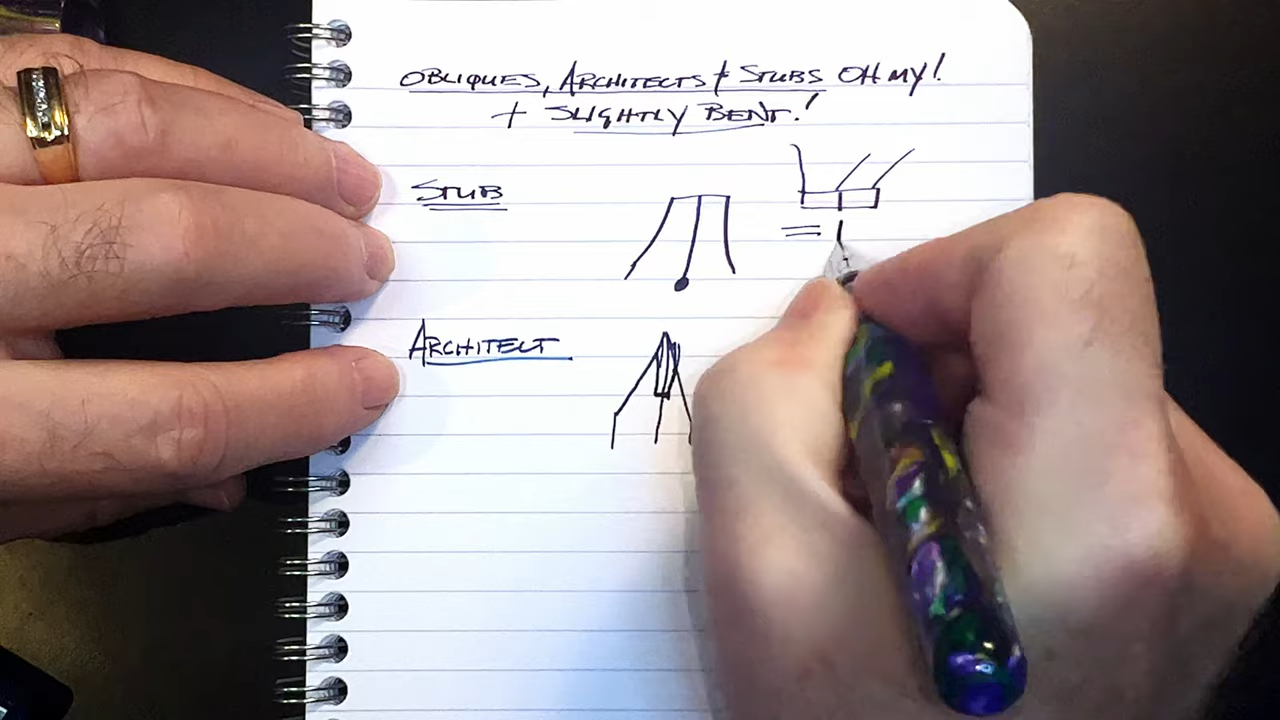 OBLIQUES, ARCHITECTS + STUBS OH MY!
+ SLIGHTLY BENT!
STUB
ARCHITECT